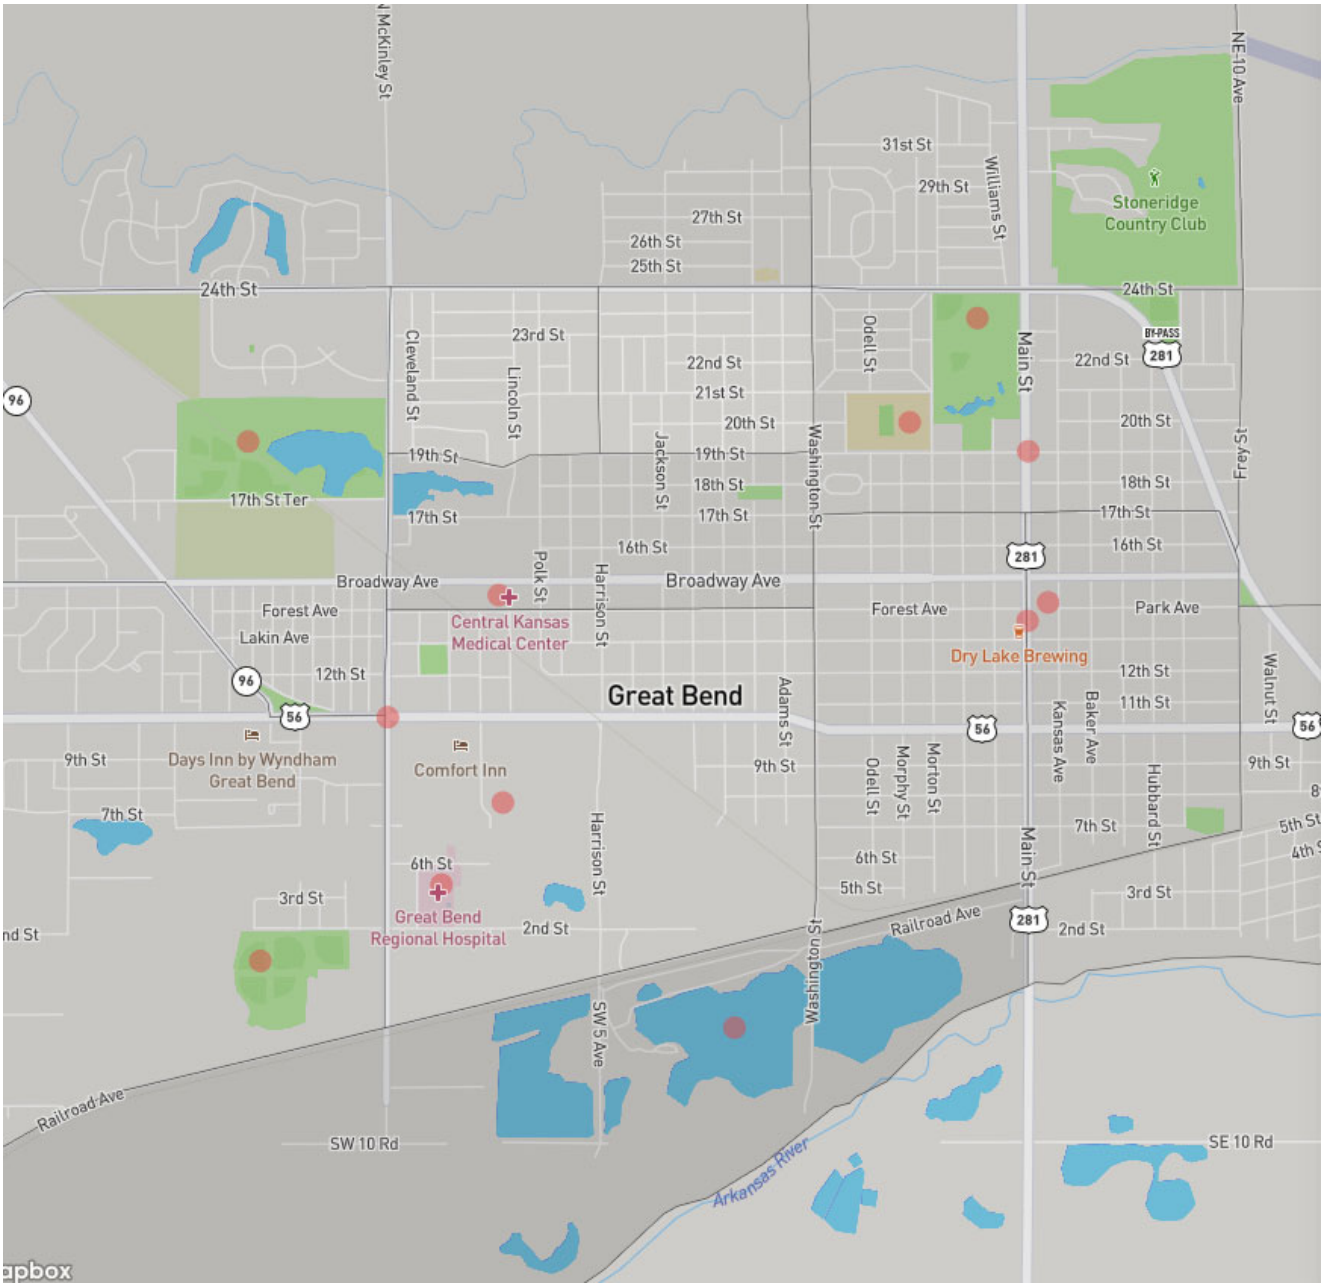 N McKinley St
NE 10 Ave
31st St
Williams St
29th St
Stoneridge
Country Club
27th St
26th St
25th St
24th St
24th St
BY-PASS
281
23rd St
Odell St
Main St
Cleveland St
22nd St
22nd St
Lincoln St
21st St
96
20th St
20th St
Frey St
Jackson St
Washington St
19th St
19th St
18th St
18th St
17th St Ter
17th St
17th St
17th St
16th St
16th St
281
Polk St
Harrison St
Broadway Ave
Broadway Ave
Forest Ave
Forest Ave
Park Ave
Central Kansas
Medical Center
Lakin Ave
Dry Lake Brewing
12th St
12th St
96
Great Bend
Adams St
Walnut St
Kansas Ave
Baker Ave
11th St
56
56
56
Days Inn by Wyndham
Great Bend
9th St
Comfort Inn
9th St
9th St
Odell St
Morphy St
Morton St
Hubbard St
8
7th St
7th St
5th St
4th S
Harrison St
Main St
6th St
6th St
5th St
3rd St
3rd St
Great Bend
Regional Hospital
nd St
2nd St
Railroad Ave
281
2nd St
Washington St
SW 5 Ave
Railroad Ave
SW 10 Rd
SE 10 Rd
Arkansas River
apbox